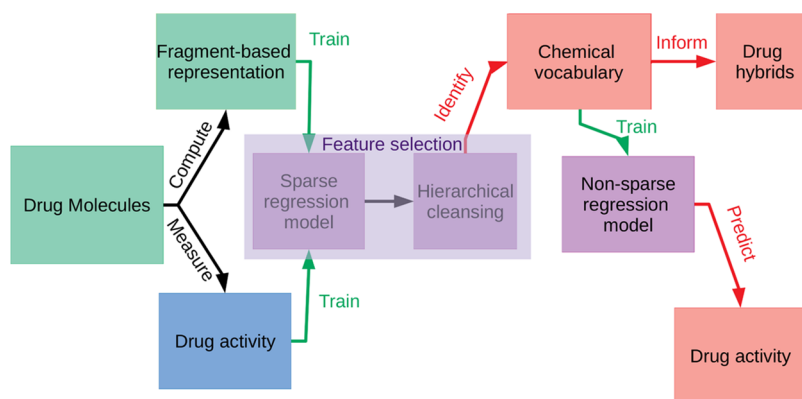 Fragment-based
representation
Train
Chemical
vocabulary
Inform
Drug
hybrids
Identify
Compute
Feature selection
Train
Drug Molecules
Sparse
regression
model
Hierarchical
cleansing
Non-sparse
regression
model
Measure
Predict
Train
Drug activity
Drug activity